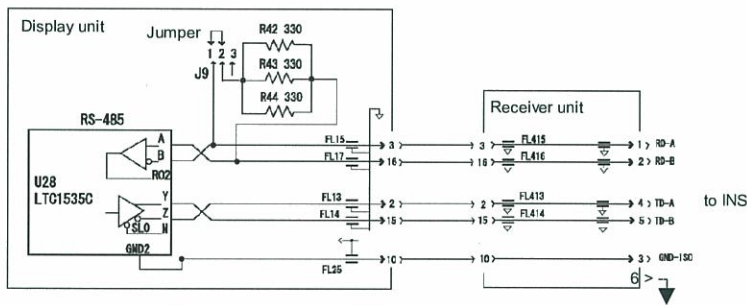 Display unit
Jumper
1 2 3
J9
R42 330
R43 330
R44 330
RS-485
A
B
RO2
U28
LTC1535C
Y
Z
N
SLO
GND2
FL15
FL17
FL13
FL14
FL25
3
16
2
15
10
Receiver unit
3
16
2
15
10
FL415
FL416
FL413
FL414
1 > RD-A
2 > RD-B
4 > TD-A
5 > TD-B
3 > GND-ISO
6 >
to INS